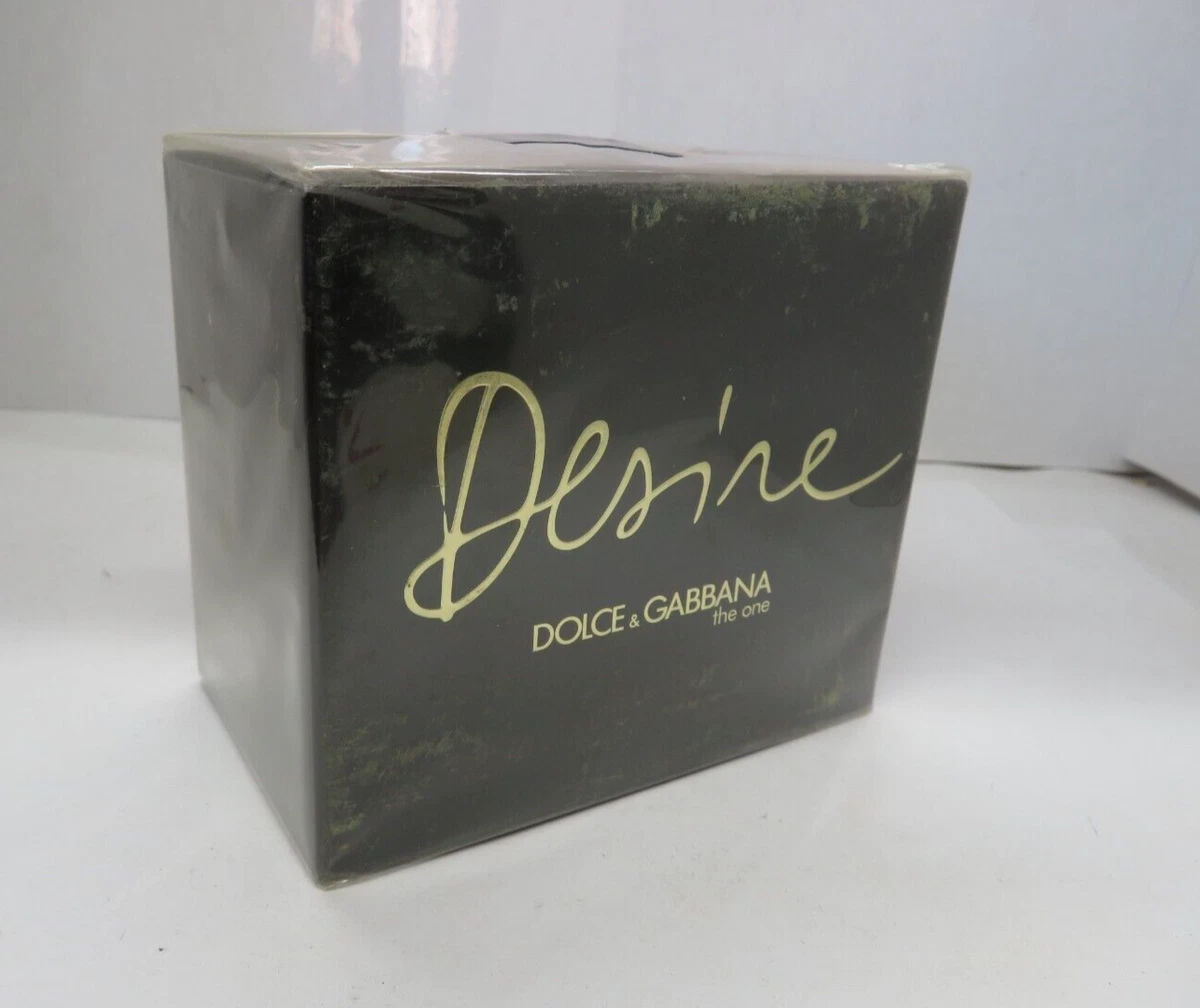 Desire
DOLCE & GABBANA
the one